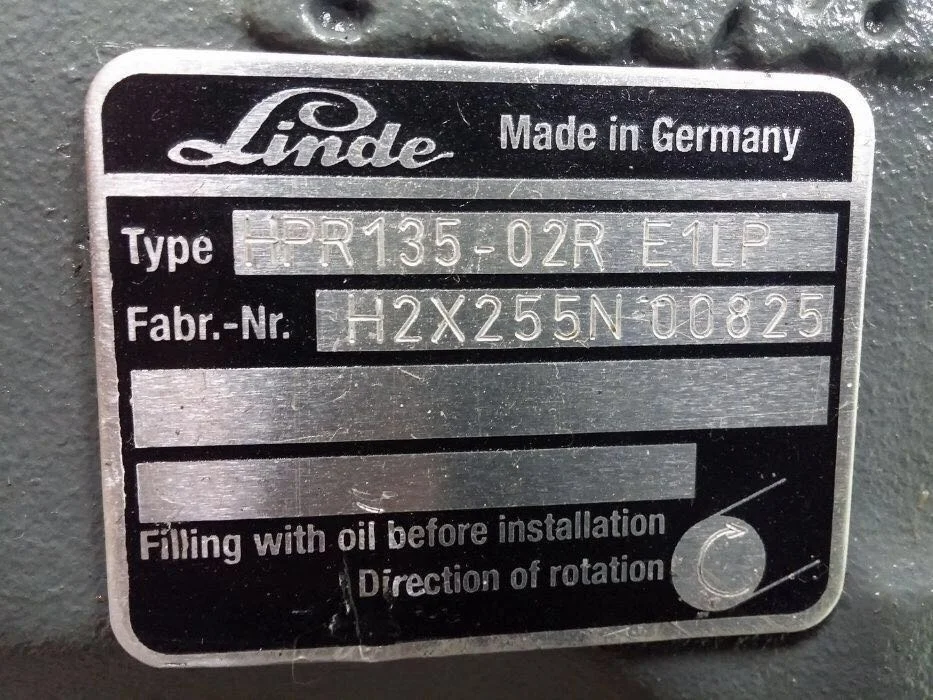 Linde Made in Germany
Type HPR135-02R E1LP
Fabr.-Nr. H2X255N 00825
Filling with oil before installation
Direction of rotation